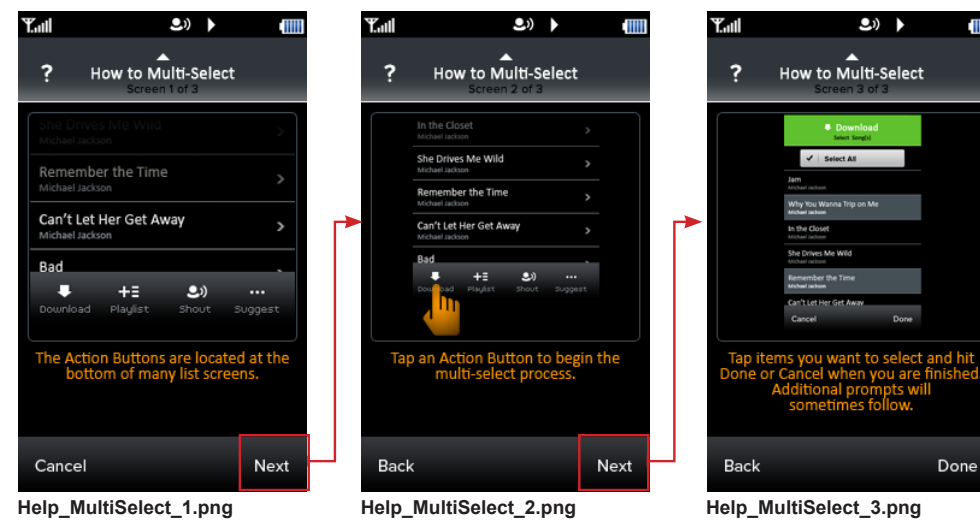 ?
How to Multi-Select
Screen 1 of 3
She Drives Me Wild
Michael Jackson
Remember the Time
Michael Jackson
Can't Let Her Get Away
Michael Jackson
Bad
Download Playlist Shout Suggest
The Action Buttons are located at the
bottom of many list screens.
Cancel Next
Help_MultiSelect_1.png
?
How to Multi-Select
Screen 2 of 3
In the Closet
Michael Jackson
She Drives Me Wild
Michael Jackson
Remember the Time
Michael Jackson
Can't Let Her Get Away
Michael Jackson
Bad
Download Playlist Shout Suggest
Tap an Action Button to begin the
multi-select process.
Back Next
Help_MultiSelect_2.png
?
How to Multi-Select
Screen 3 of 3
Download
Select Song(s)
Select All
Jam
Michael Jackson
Why You Wanna Trip on Me
Michael Jackson
In the Closet
Michael Jackson
She Drives Me Wild
Michael Jackson
Remember the Time
Michael Jackson
Can't Let Her Get Away
Cancel Done
Tap items you want to select and hit
Done or Cancel when you are finished.
Additional prompts will
sometimes follow.
Back Done
Help_MultiSelect_3.png